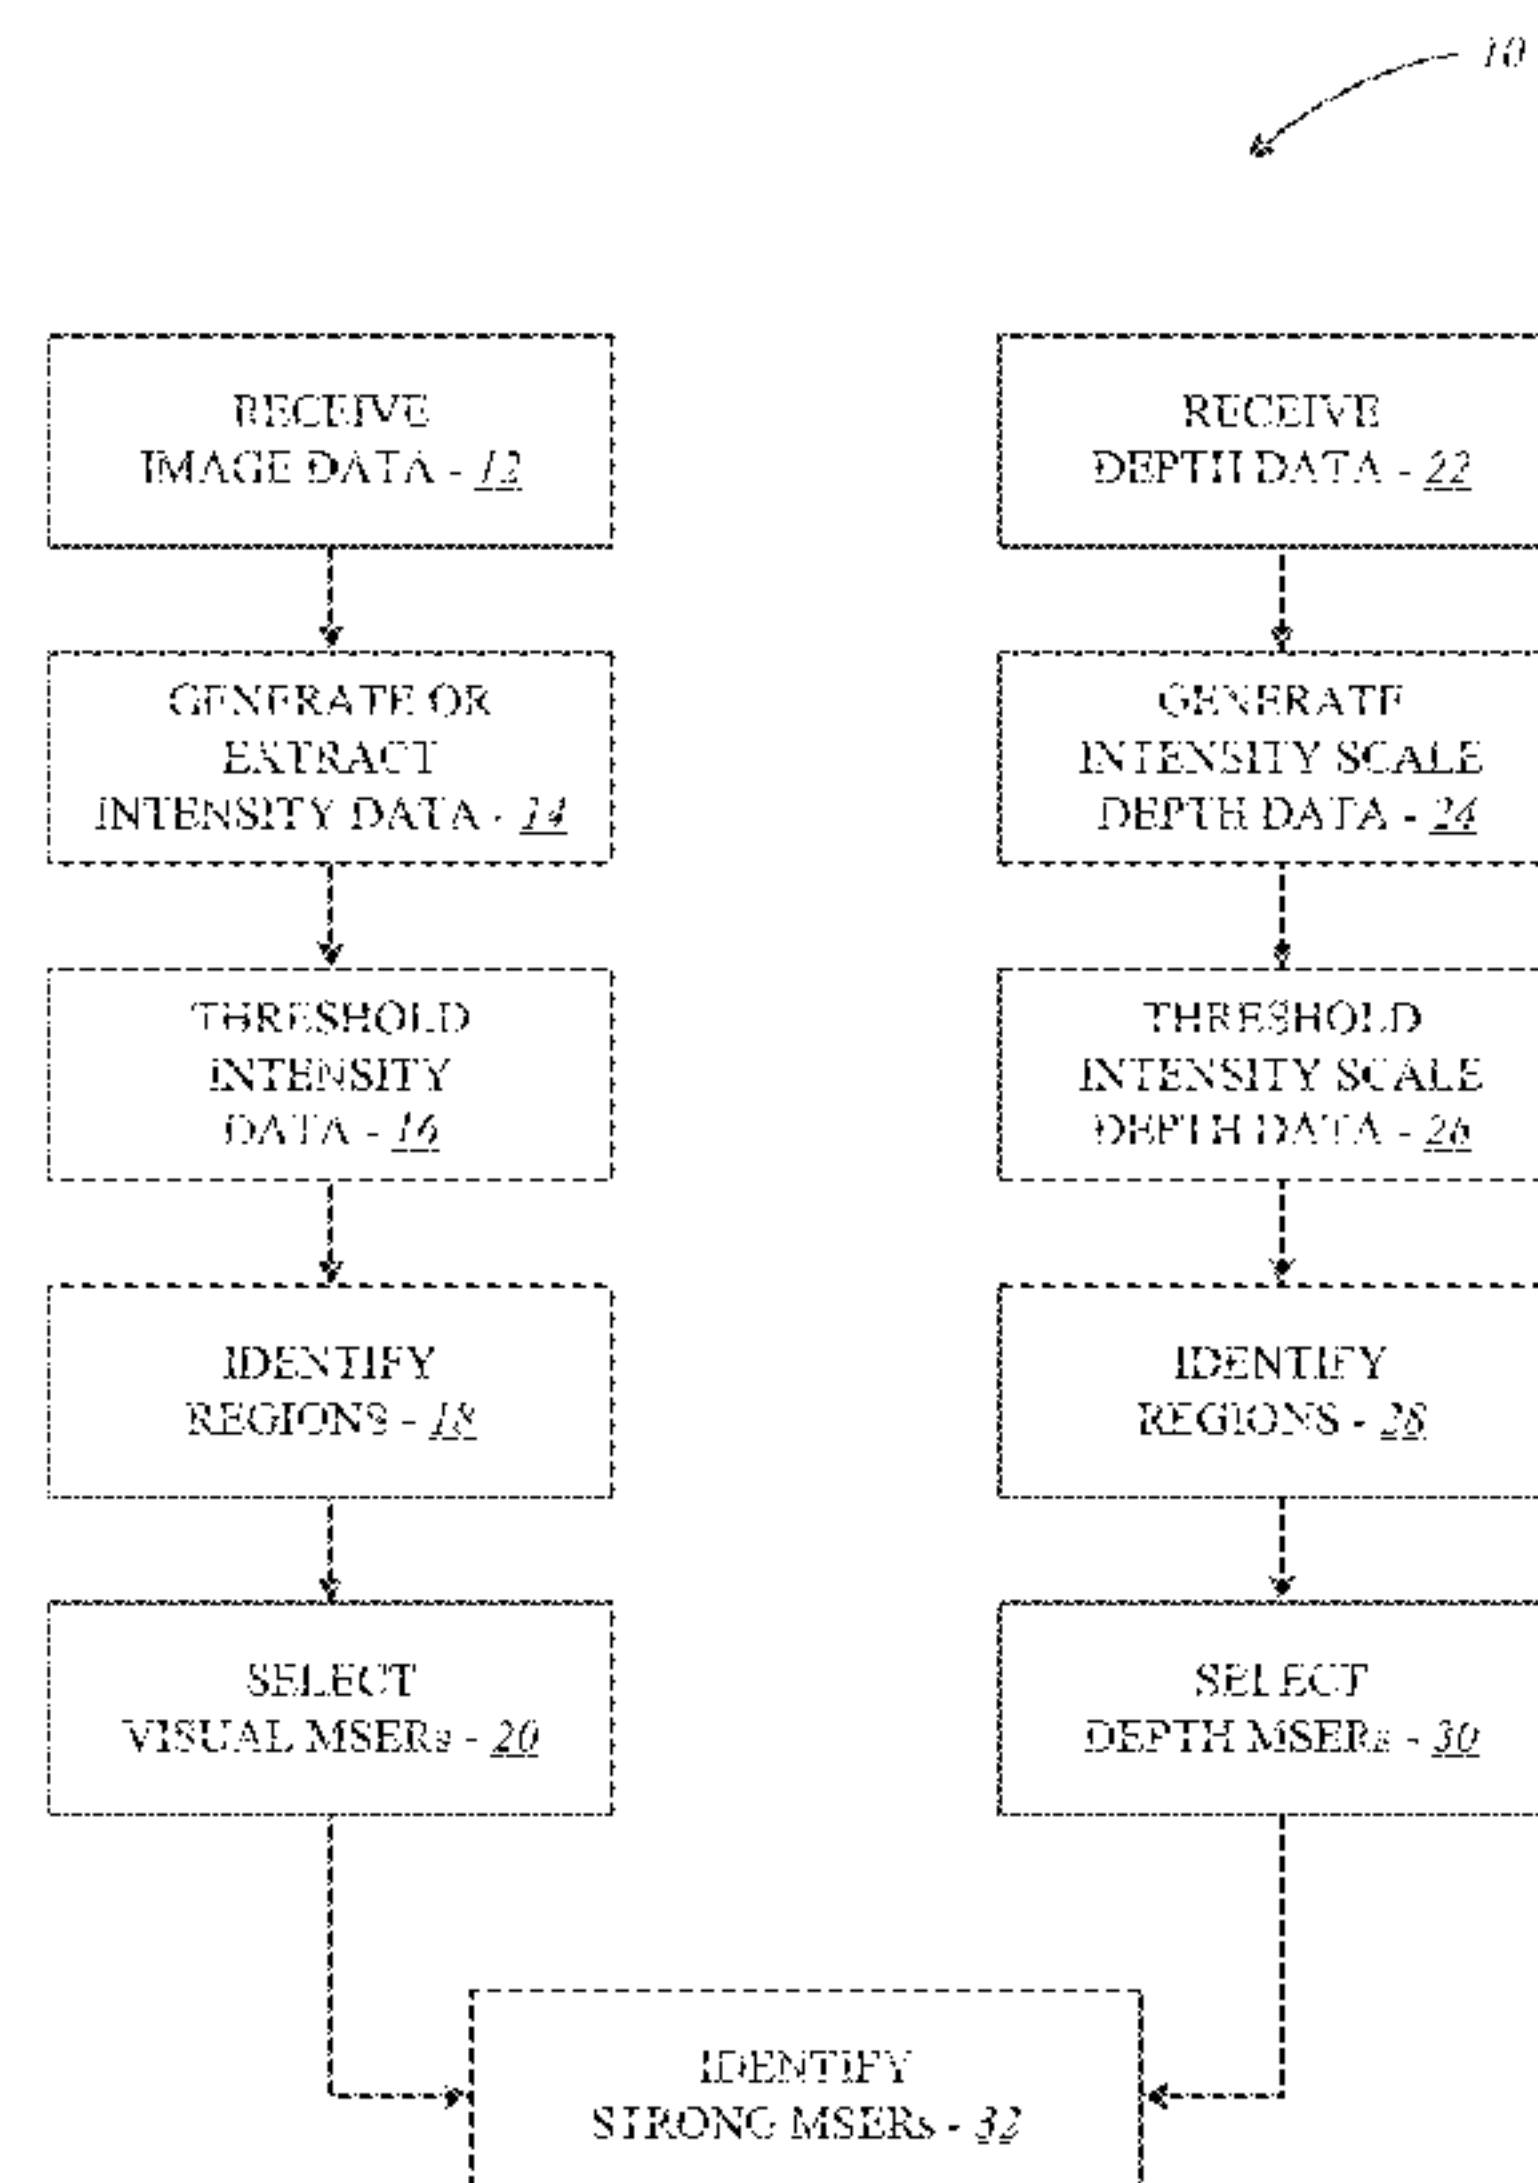 10
RECEIVE
IMAGE DATA - 12
GENERATE OR
EXTRACT
INTENSITY DATA - 14
THRESHOLD
INTENSITY
DATA - 16
IDENTIFY
REGIONS - 18
SELECT
VISUAL MSERs - 20
RECEIVE
DEPTH DATA - 22
GENERATE
INTENSITY SCALE
DEPTH DATA - 24
THRESHOLD
INTENSITY SCALE
DEPTH DATA - 26
IDENTIFY
REGIONS - 28
SELECT
DEPTH MSERs - 30
IDENTIFY
STRONG MSERs - 32